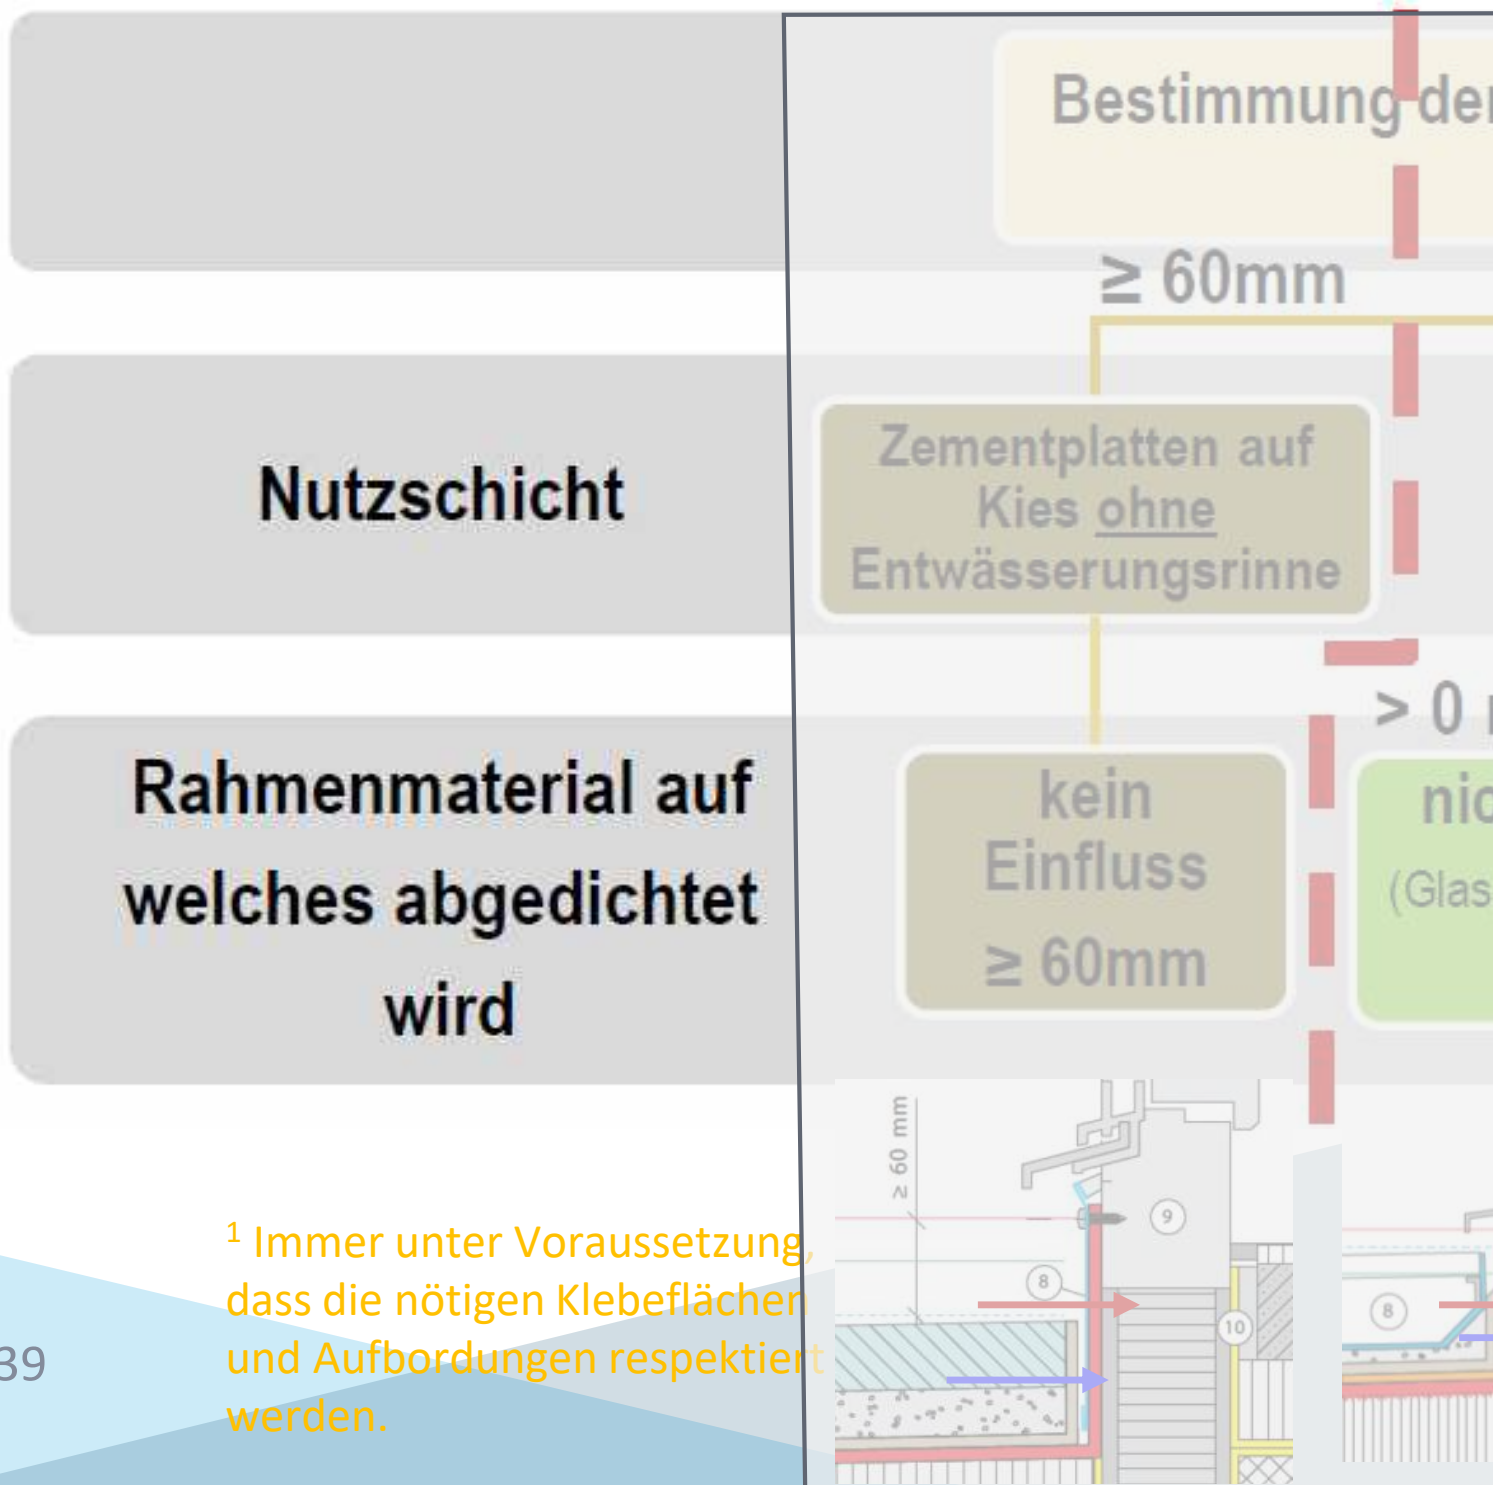 Bestimmung der
≥ 60mm
Nutzschicht
Zementplatten auf
Kies ohne
Entwässerungsrinne
> 0
Rahmenmaterial auf
welches abgedichtet
wird
kein
Einfluss
≥ 60mm
(Glas
≥ 60 mm
9
8
10
8
1 Immer unter Voraussetzung,
dass die nötigen Klebeflächen
und Aufbordungen respektiert
werden.
39